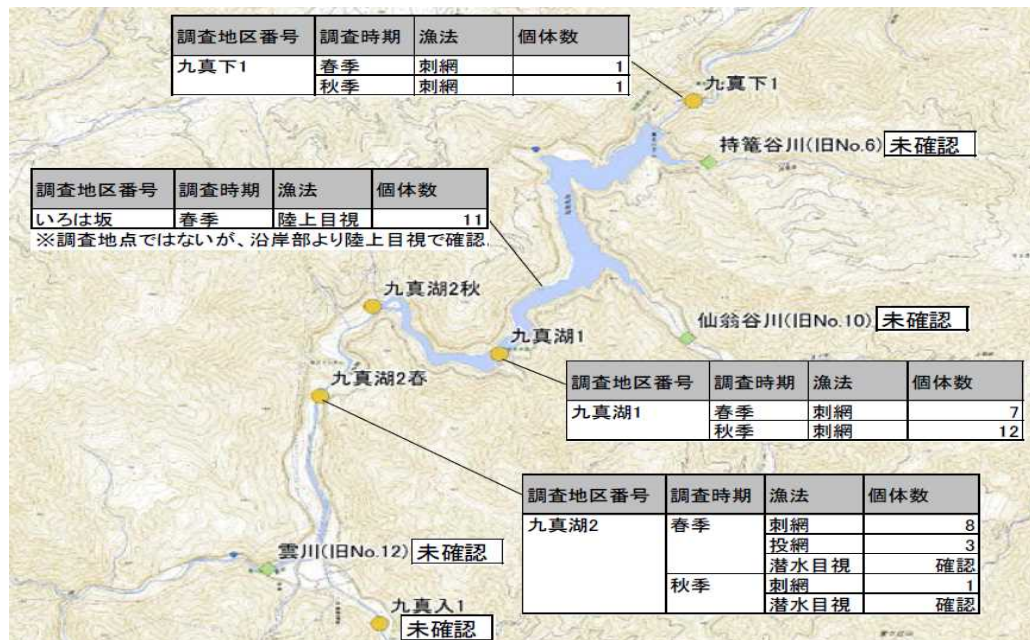 調査地区番号 調査時期 漁法 個体数
九真下1 春季 刺網 1
秋季 刺網 1
九真下1
持篭谷川(旧No.6) 未確認
調査地区番号 調査時期 漁法 個体数
いろは坂 春季 陸上目視 11
※調査地点ではないが、沿岸部より陸上目視で確認
九真湖2秋
仙翁谷川(旧No.10) 未確認
九真湖1
九真湖2春
調査地区番号 調査時期 漁法 個体数
九真湖1 春季 刺網 7
秋季 刺網 12
調査地区番号 調査時期 漁法 個体数
九真湖2 春季 刺網 8
投網 3
潜水目視 確認
秋季 刺網 1
潜水目視 確認
雲川(旧No.12) 未確認
九真入1
未確認